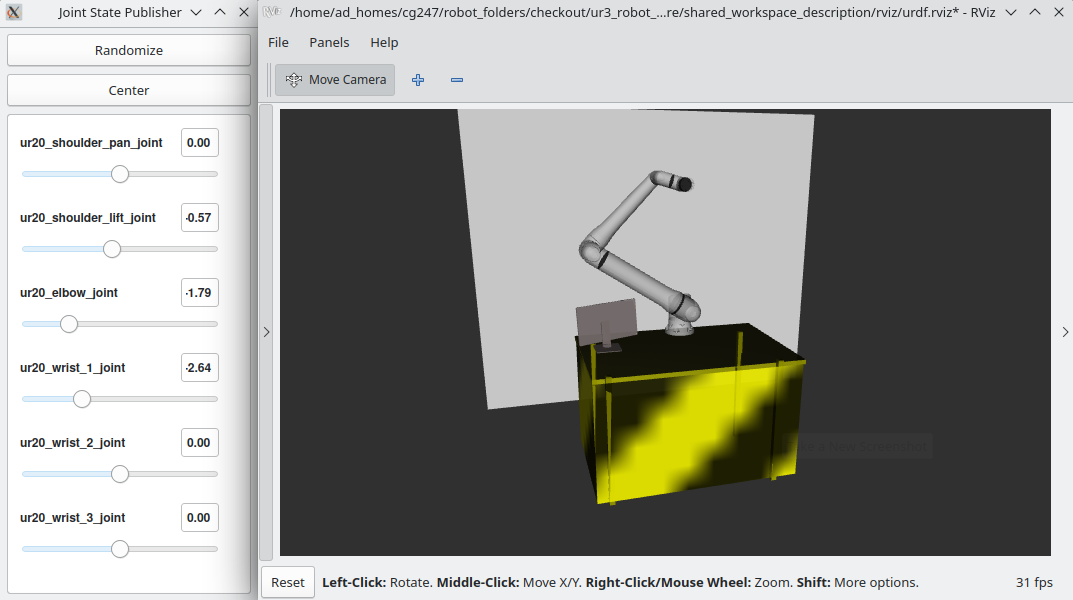 Joint State Publisher
Randomize
Center
ur20_shoulder_pan_joint 0.00
ur20_shoulder_lift_joint -0.57
ur20_elbow_joint -1.79
ur20_wrist_1_joint -2.64
ur20_wrist_2_joint 0.00
ur20_wrist_3_joint 0.00
/home/ad_homes/cg247/robot_folders/checkout/ur3_robot_...re/shared_workspace_description/rviz/urdf.rviz* - RViz
File Panels Help
Move Camera
Reset Left-Click: Rotate. Middle-Click: Move X/Y. Right-Click/Mouse Wheel: Zoom. Shift: More options. 31 fps